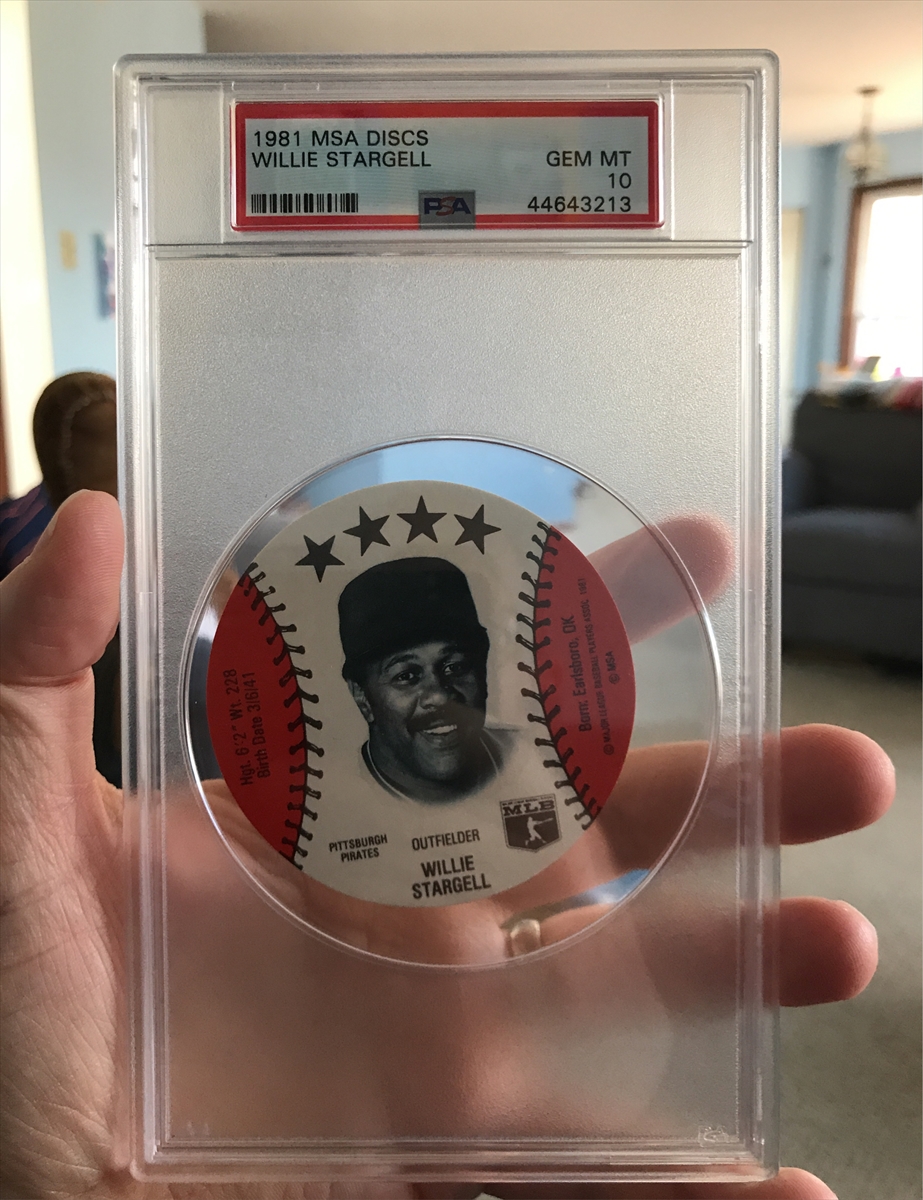 1981 MSA DISCS
WILLIE STARGELL
GEM MT
10
PSA
44643213
Hgt. 6'2" Wt. 228
Birth Date 3/6/41
Born: Earlsboro, OK
© MAJOR LEAGUE BASEBALL PLAYERS ASSOC. 1981
© MSA
MLB
PITTSBURGH
PIRATES
OUTFIELDER
WILLIE
STARGELL